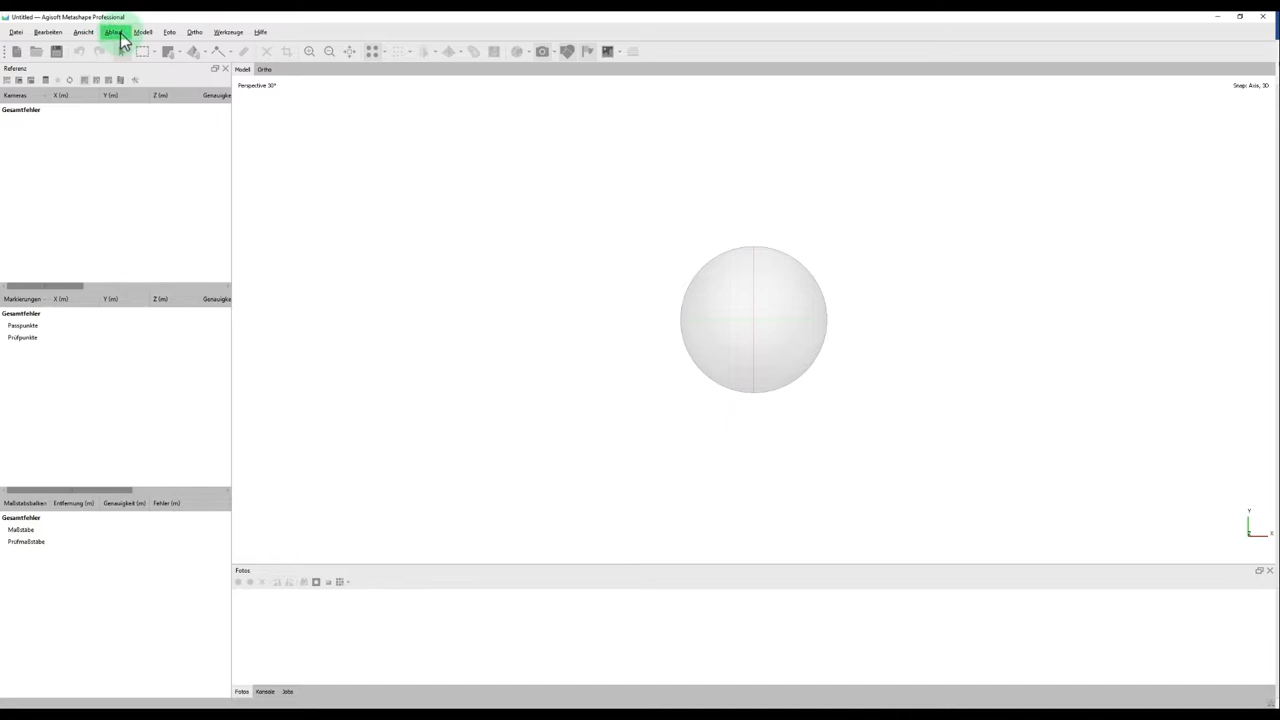 Untitled — Agisoft Metashape Professional
Datei Bearbeiten Ansicht Ablauf Modell Foto Ortho Werkzeuge Hilfe
Referenz
Modell Ortho
Perspective 30°
Snap: Axis, 3D
Kameras X (m) Y (m) Z (m) Genauigke
Gesamtfehler
Markierungen X (m) Y (m) Z (m) Genauigke
Gesamtfehler
Passpunkte
Prüfpunkte
Maßstabsbalken Entfernung (m) Genauigkeit (m) Fehler (m)
Gesamtfehler
Maßstäbe
Prüfmaßstäbe
Y
X
Z
Fotos
Fotos Konsole Jobs